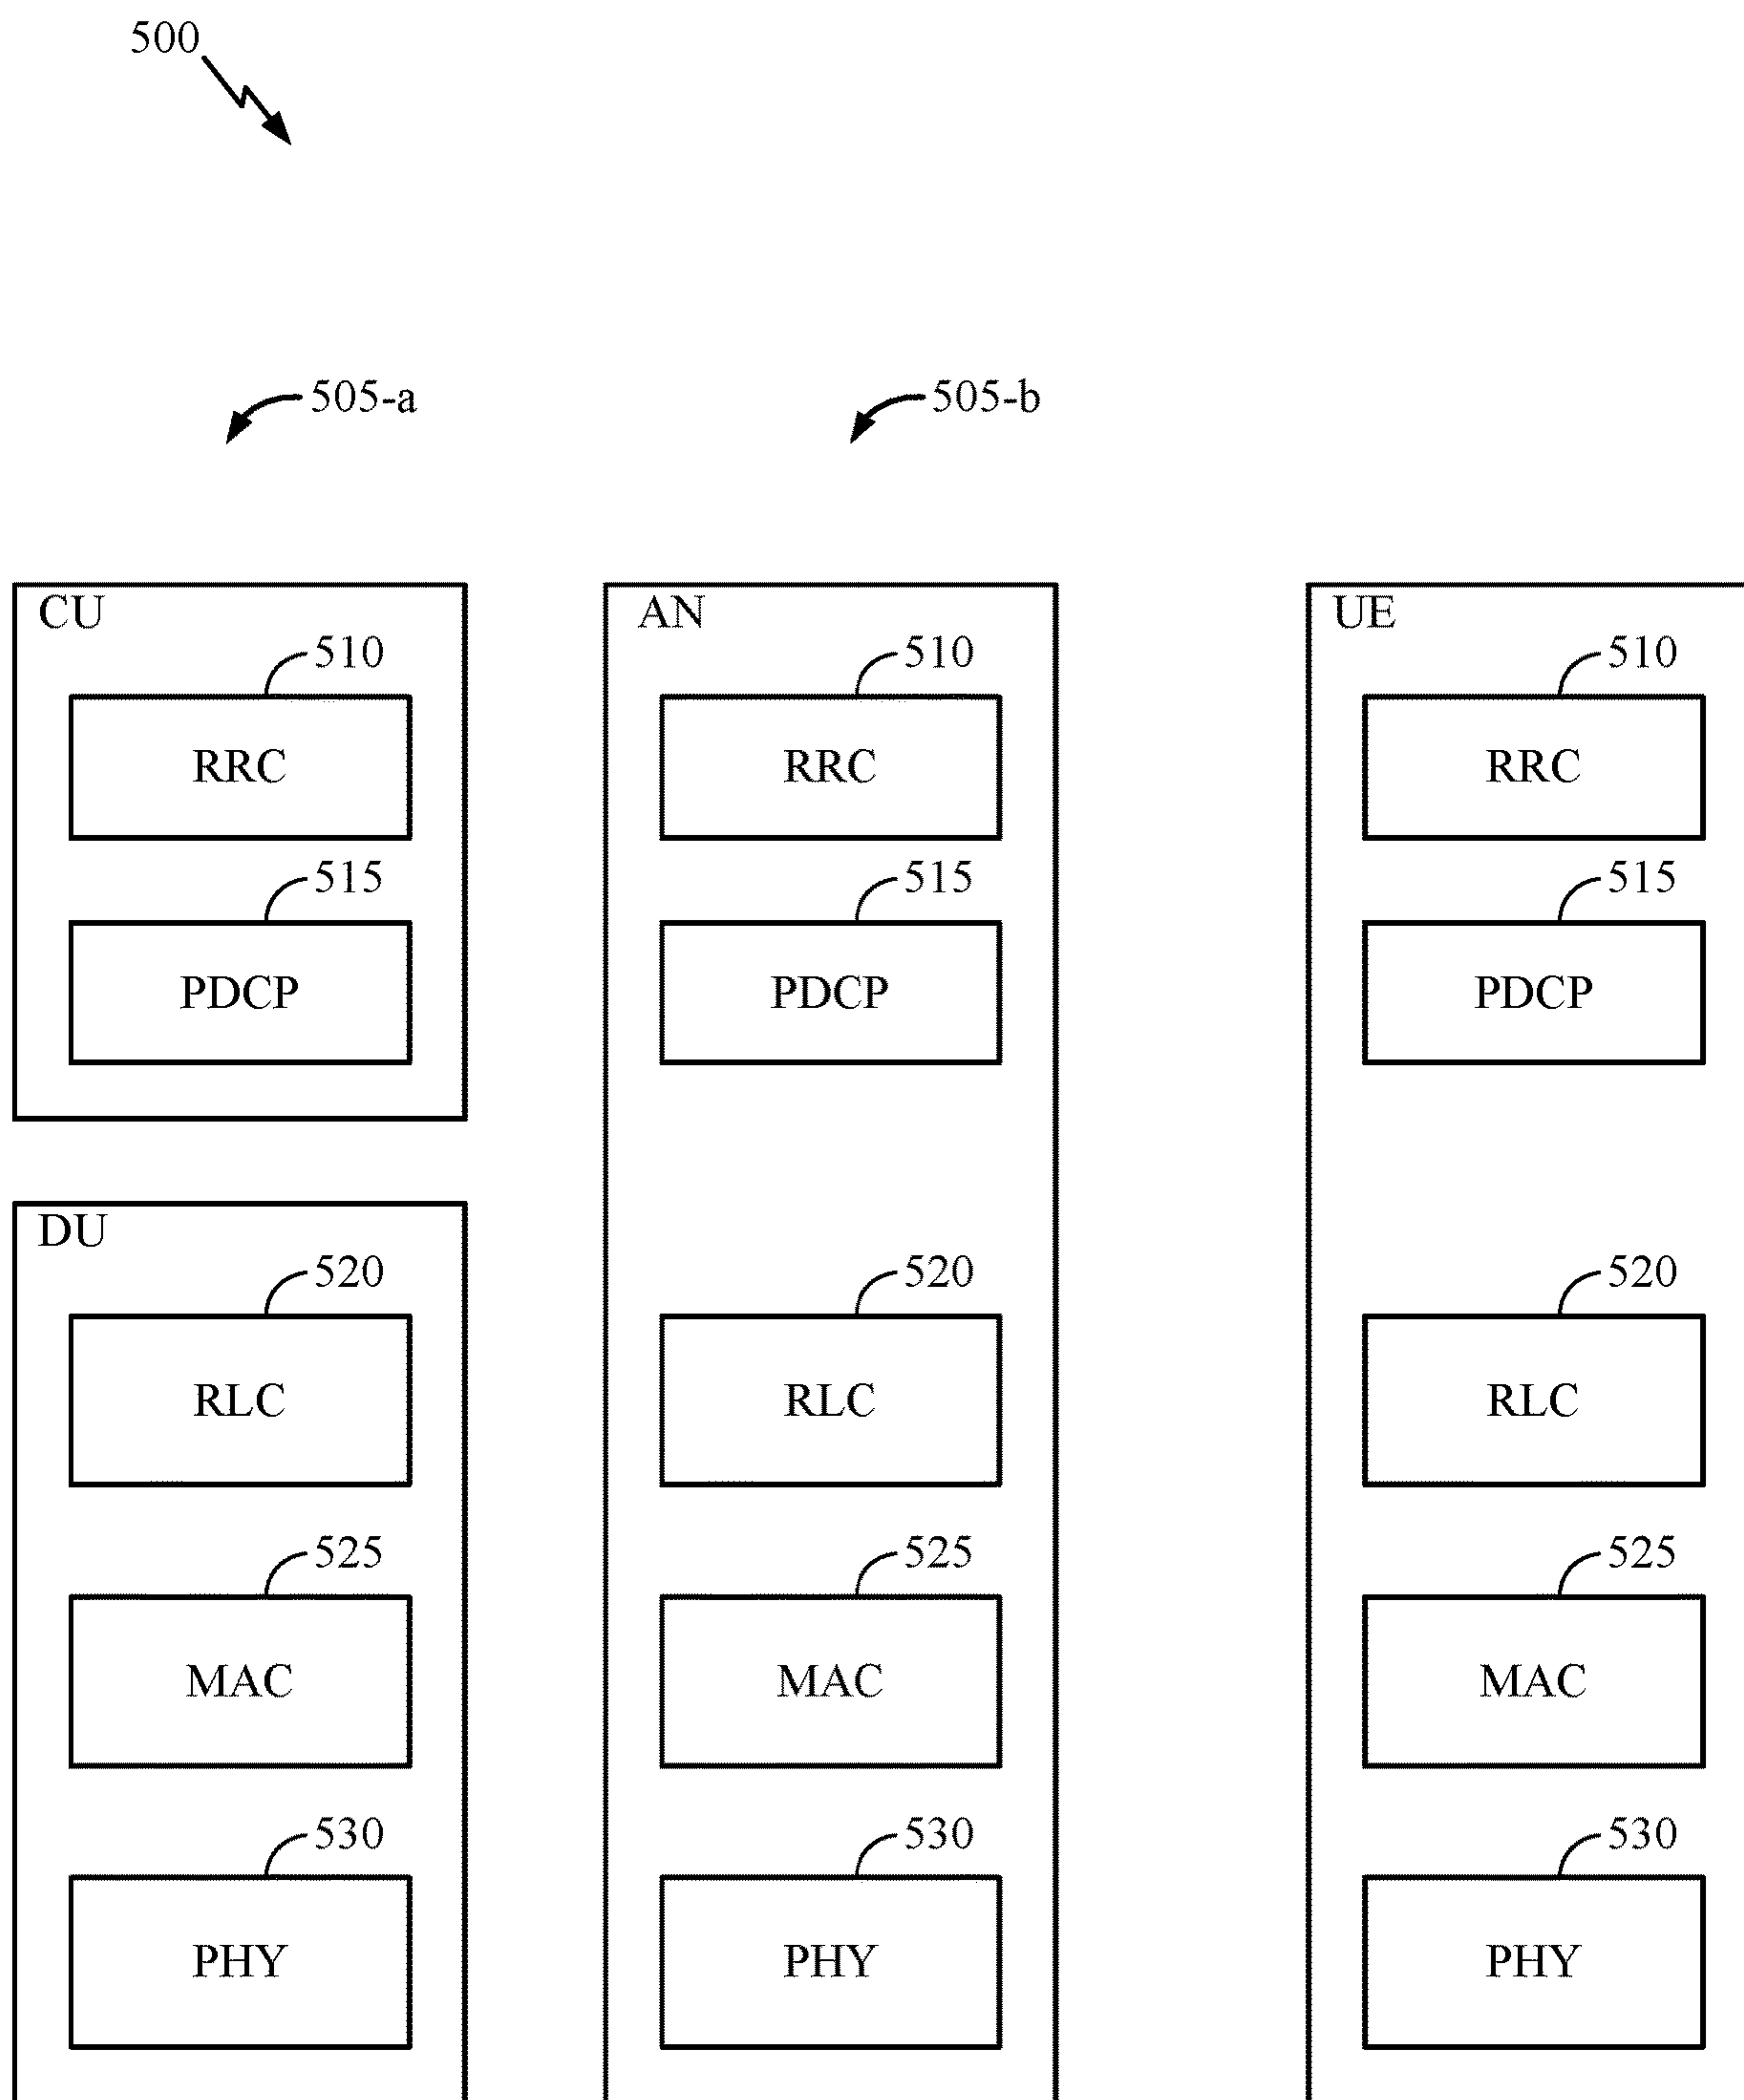 500
505-a 505-b
CU AN UE
510 510 510
RRC RRC RRC
515 515 515
PDCP PDCP PDCP
DU
520 520 520
RLC RLC RLC
525 525 525
MAC MAC MAC
530 530 530
PHY PHY PHY